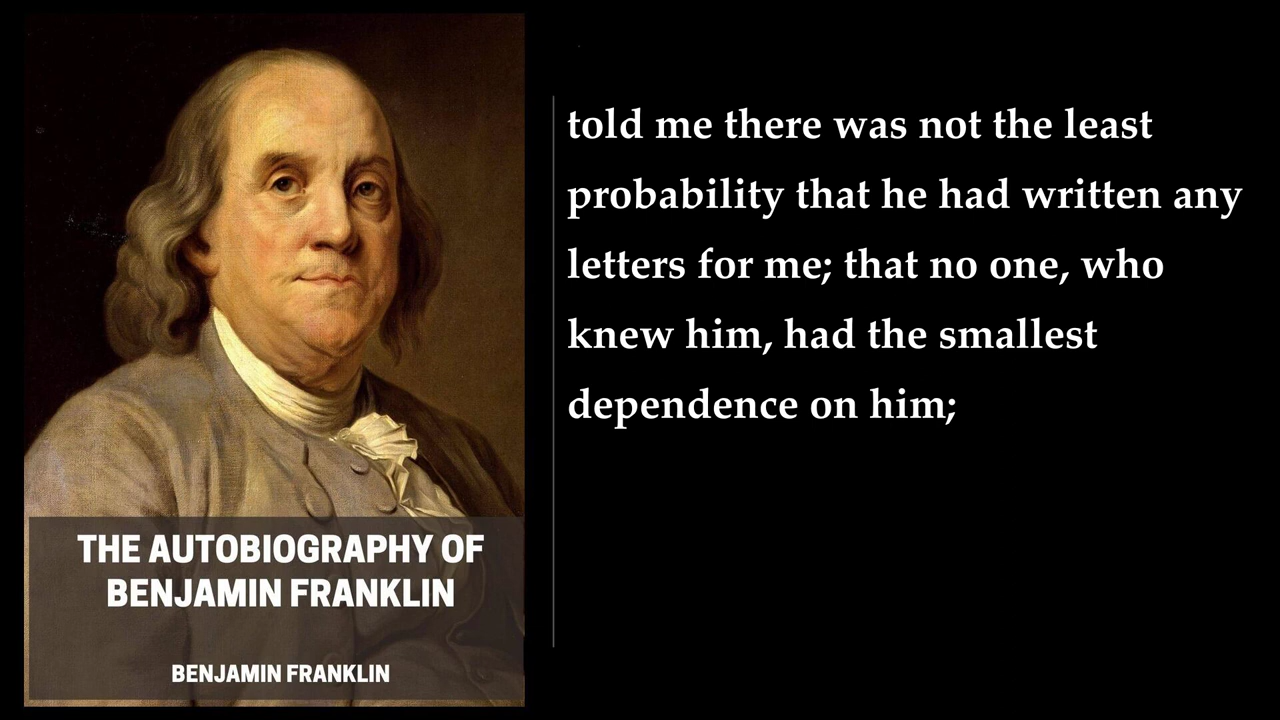 THE AUTOBIOGRAPHY OF
BENJAMIN FRANKLIN
BENJAMIN FRANKLIN
told me there was not the least
probability that he had written any
letters for me; that no one, who
knew him, had the smallest
dependence on him;